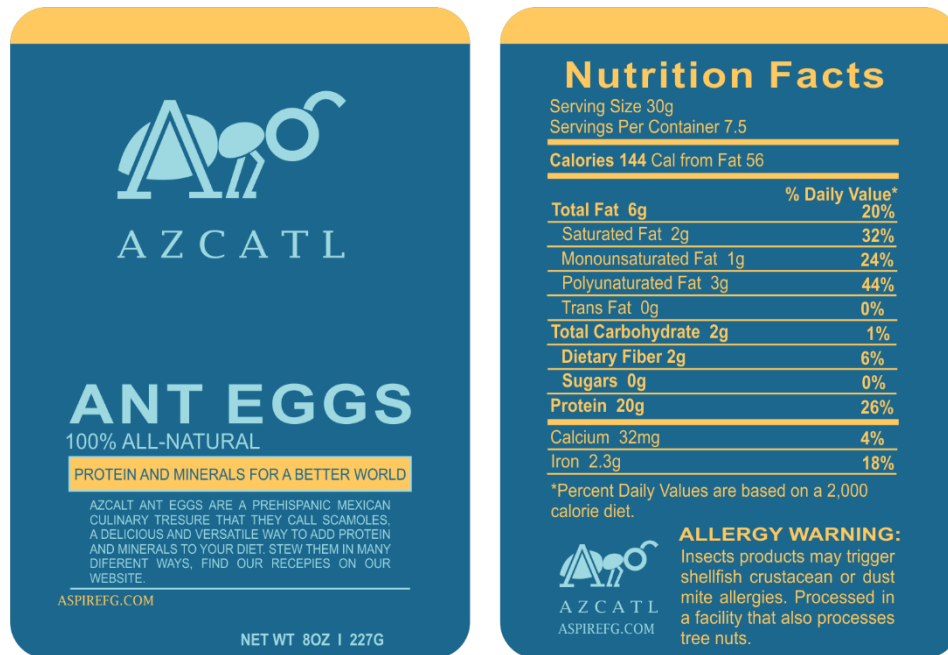 AZCATL
ANT EGGS
100% ALL-NATURAL
PROTEIN AND MINERALS FOR A BETTER WORLD
AZCALT ANT EGGS ARE A PREHISPANIC MEXICAN
CULINARY TRESURE THAT THEY CALL SCAMOLES,
A DELICIOUS AND VERSATILE WAY TO ADD PROTEIN
AND MINERALS TO YOUR DIET. STEW THEM IN MANY
DIFERENT WAYS, FIND OUR RECEPIES ON OUR
WEBSITE.
ASPIREFG.COM
NET WT 8OZ I 227G
Nutrition Facts
Serving Size 30g
Servings Per Container 7.5
Calories 144 Cal from Fat 56
% Daily Value*
Total Fat 6g 20%
Saturated Fat 2g 32%
Monounsaturated Fat 1g 24%
Polyunaturated Fat 3g 44%
Trans Fat 0g 0%
Total Carbohydrate 2g 1%
Dietary Fiber 2g 6%
Sugars 0g 0%
Protein 20g 26%
Calcium 32mg 4%
Iron 2.3g 18%
*Percent Daily Values are based on a 2,000
calorie diet.
AZCATL
ASPIREFG.COM
ALLERGY WARNING:
Insects products may trigger
shellfish crustacean or dust
mite allergies. Processed in
a facility that also processes
tree nuts.